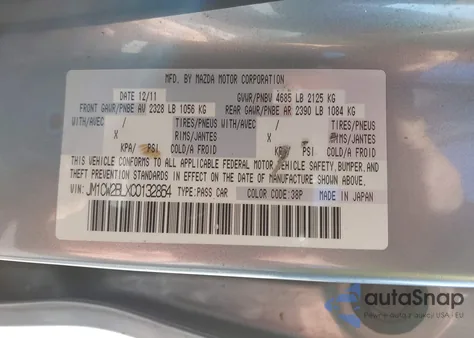 MFD. BY MAZDA MOTOR CORPORATION
DATE 12/11 GVWR/PNBV 4685 LB 2125 KG
FRONT GAWR/PNBE AV 2328 LB 1056 KG REAR GAWR/PNBE AR 2390 LB 1084 KG
WITH/AVEC / TIRES/PNEUS WITH/AVEC / TIRES/PNEUS
X RIMS/JANTES X RIMS/JANTES
KPA/ PSI COLD/A FROID KPA/ PSI COLD/A FROID
THIS VEHICLE CONFORMS TO ALL APPLICABLE FEDERAL MOTOR VEHICLE SAFETY, BUMPER, AND
THEFT PREVENTION STANDARDS IN EFFECT ON THE DATE OF MANUFACTURE SHOWN ABOVE.
VIN: JM1CW2BLXC0132864 TYPE: PASS CAR COLOR CODE: 38P MADE IN JAPAN
autoSnap